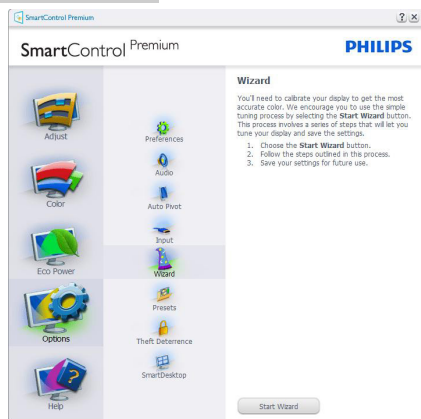 SmartControl Premium
SmartControl Premium
PHILIPS
Adjust
Color
Eco Power
Options
Help
Preferences
Audio
Auto Pivot
Input
Wizard
Presets
Theft Deterrence
SmartDesktop
Wizard
You'll need to calibrate your display to get the most
accurate color. We encourage you to use the simple
tuning process by selecting the Start Wizard button.
This process involves a series of steps that will let you
tune your display and save the settings.
1. Choose the Start Wizard button.
2. Follow the steps outlined in this process.
3. Save your settings for future use.
Start Wizard